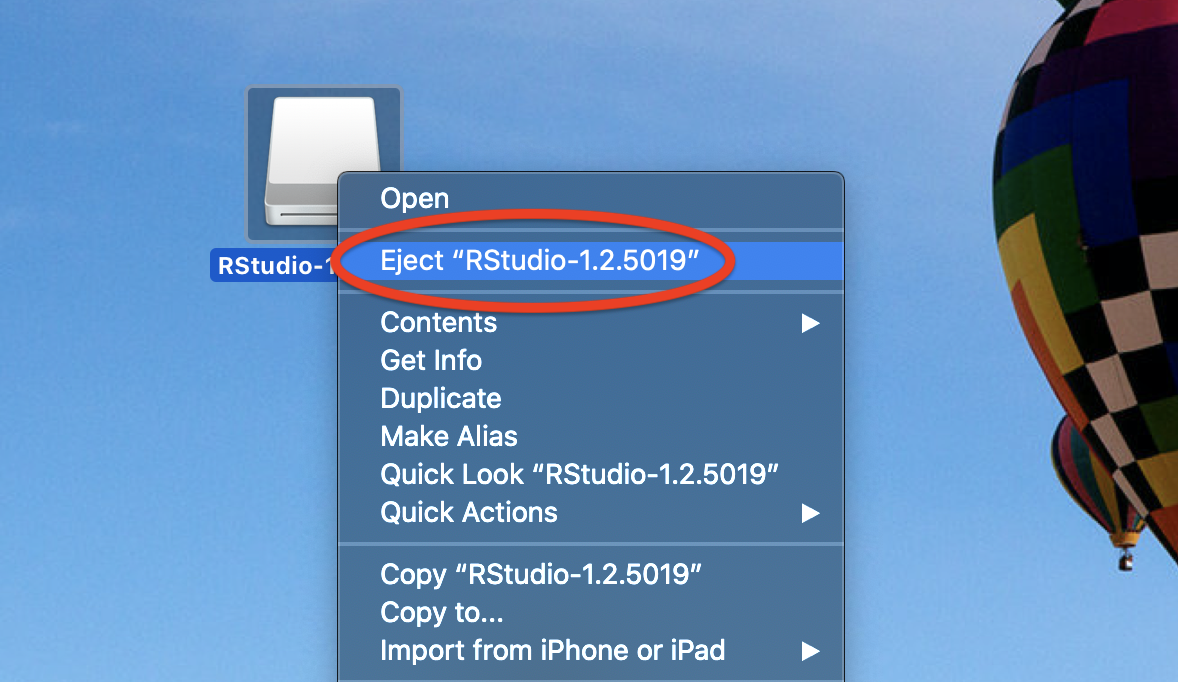 Open
RStudio-1
Eject “RStudio-1.2.5019”
Contents
Get Info
Duplicate
Make Alias
Quick Look “RStudio-1.2.5019”
Quick Actions
Copy “RStudio-1.2.5019”
Copy to...
Import from iPhone or iPad